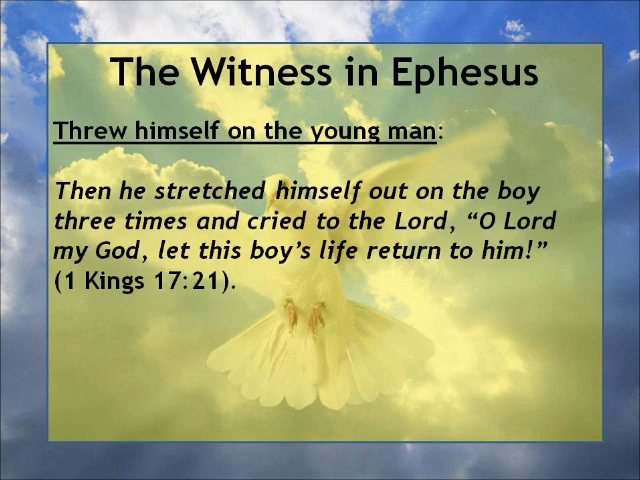 The Witness in Ephesus
Threw himself on the young man:
Then he stretched himself out on the boy
three times and cried to the Lord, “O Lord
my God, let this boy’s life return to him!”
(1 Kings 17:21).